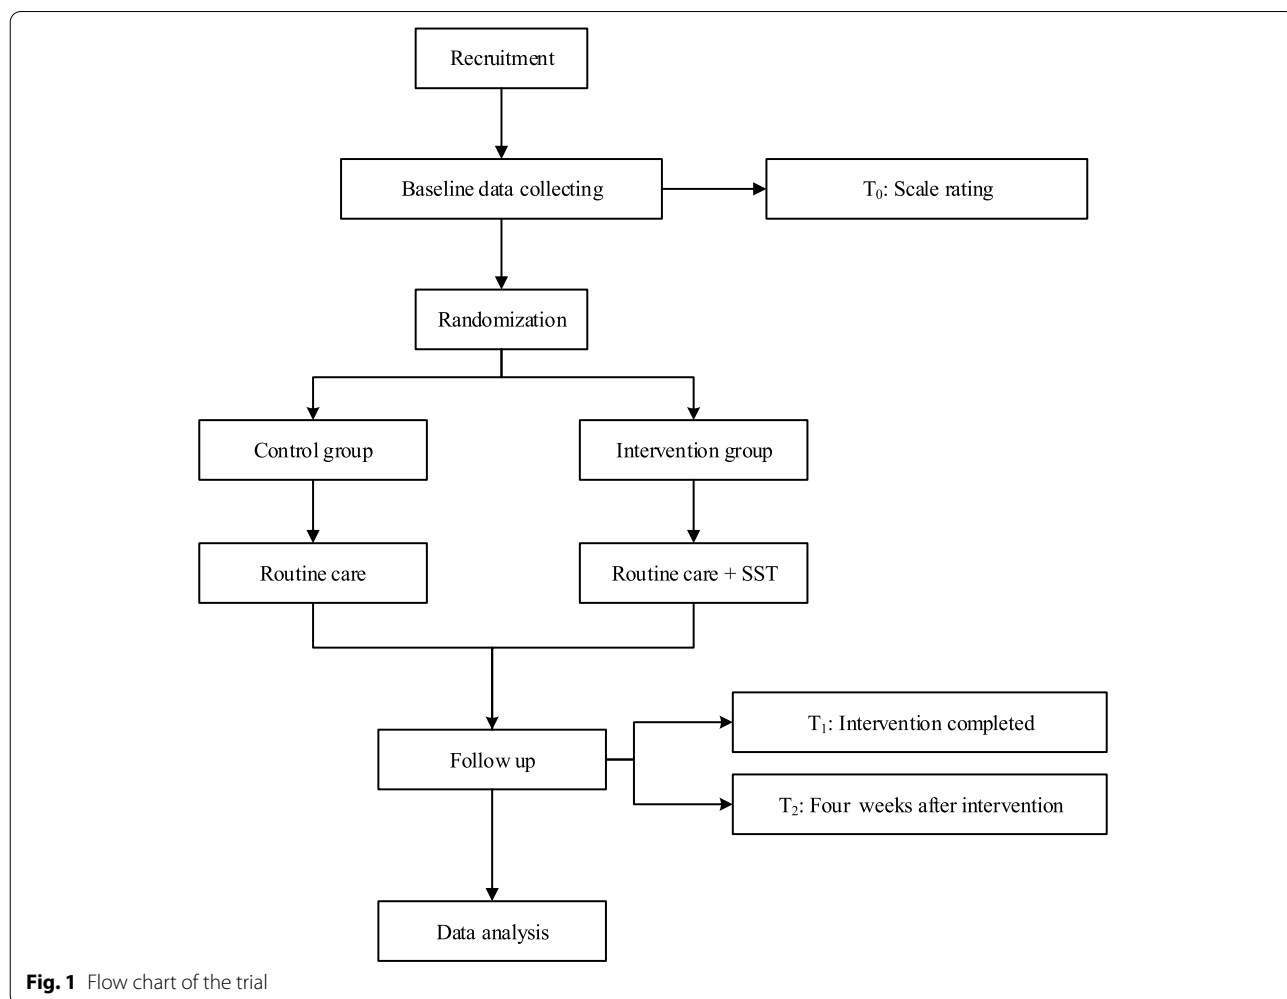 Recruitment
Baseline data collecting
T₀: Scale rating
Randomization
Control group
Intervention group
Routine care
Routine care + SST
T₁: Intervention completed
Follow up
T₂: Four weeks after intervention
Data analysis
Fig. 1 Flow chart of the trial